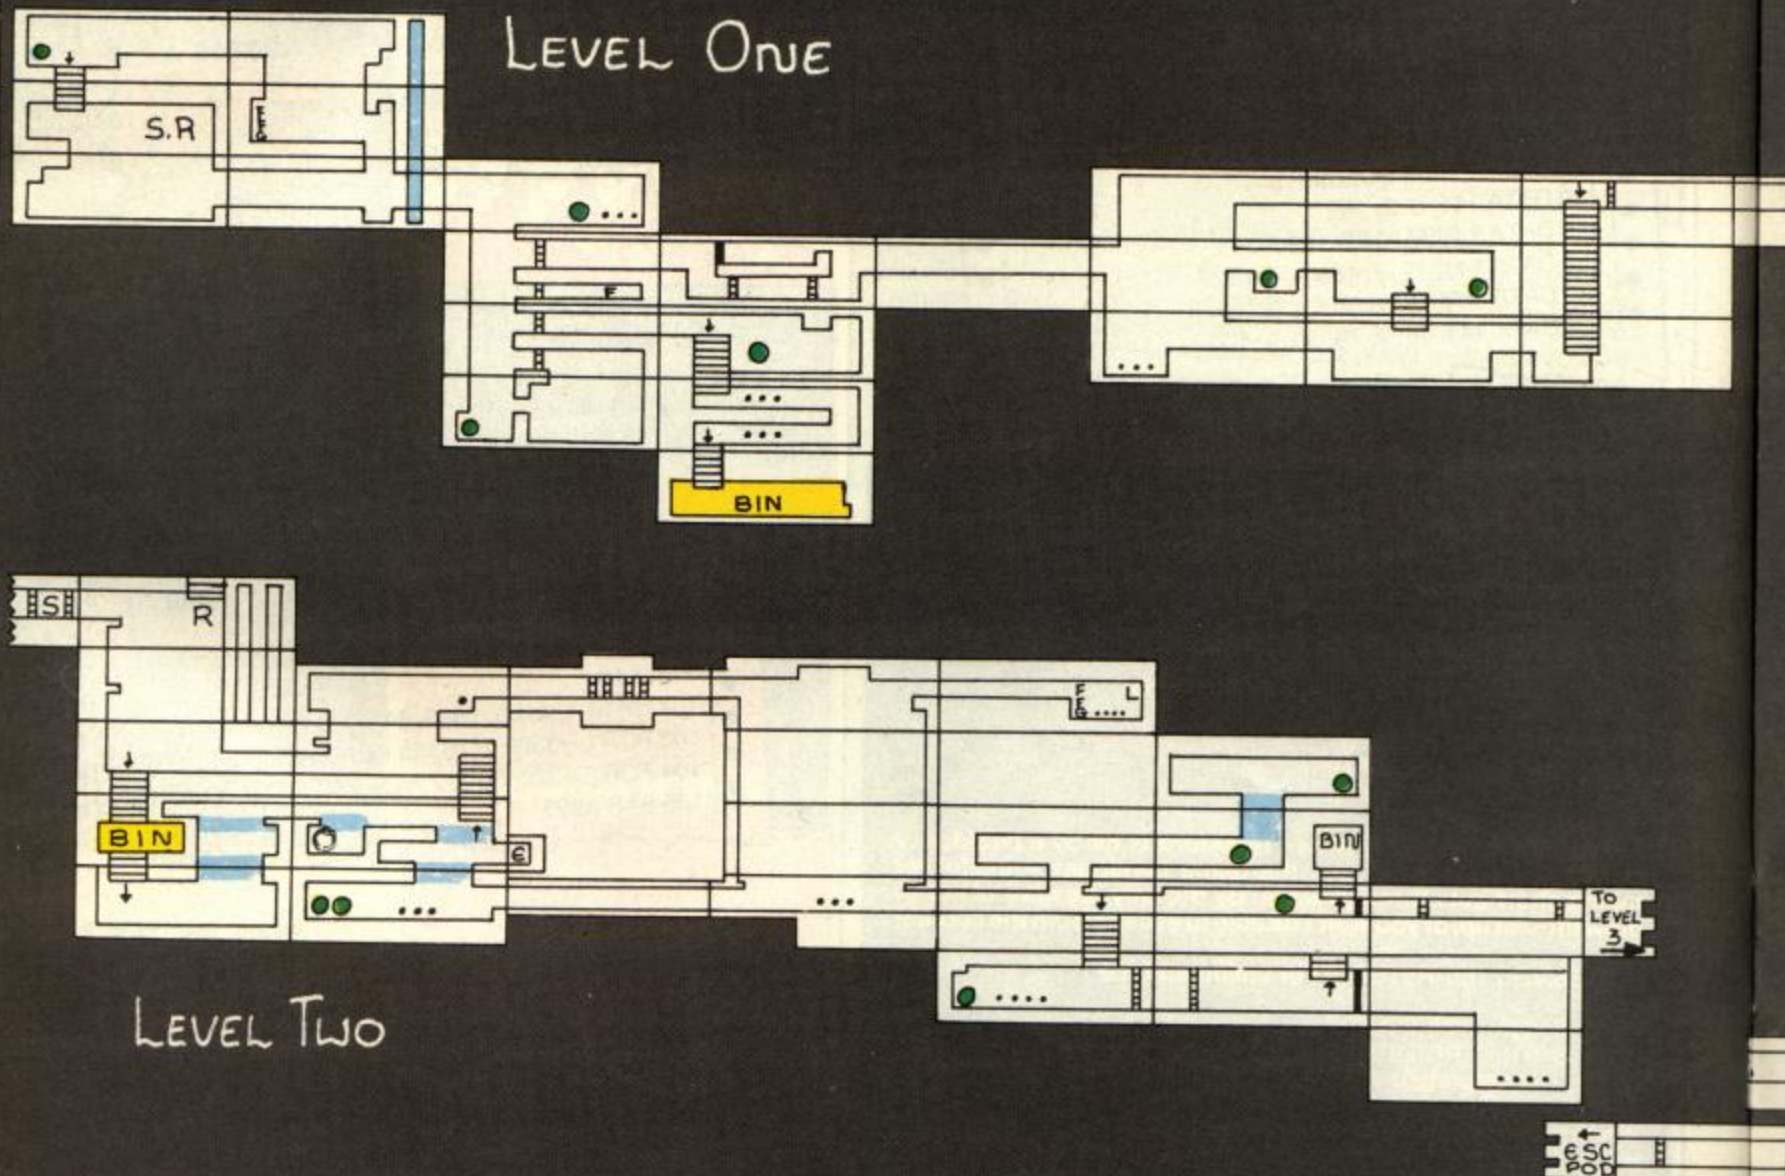 LEVEL ONE
S.R
F
E
G
F
BIN
S
R
F
E
G
L
BIN
E
BIN
TO
LEVEL
3
LEVEL TWO
ESC
POD